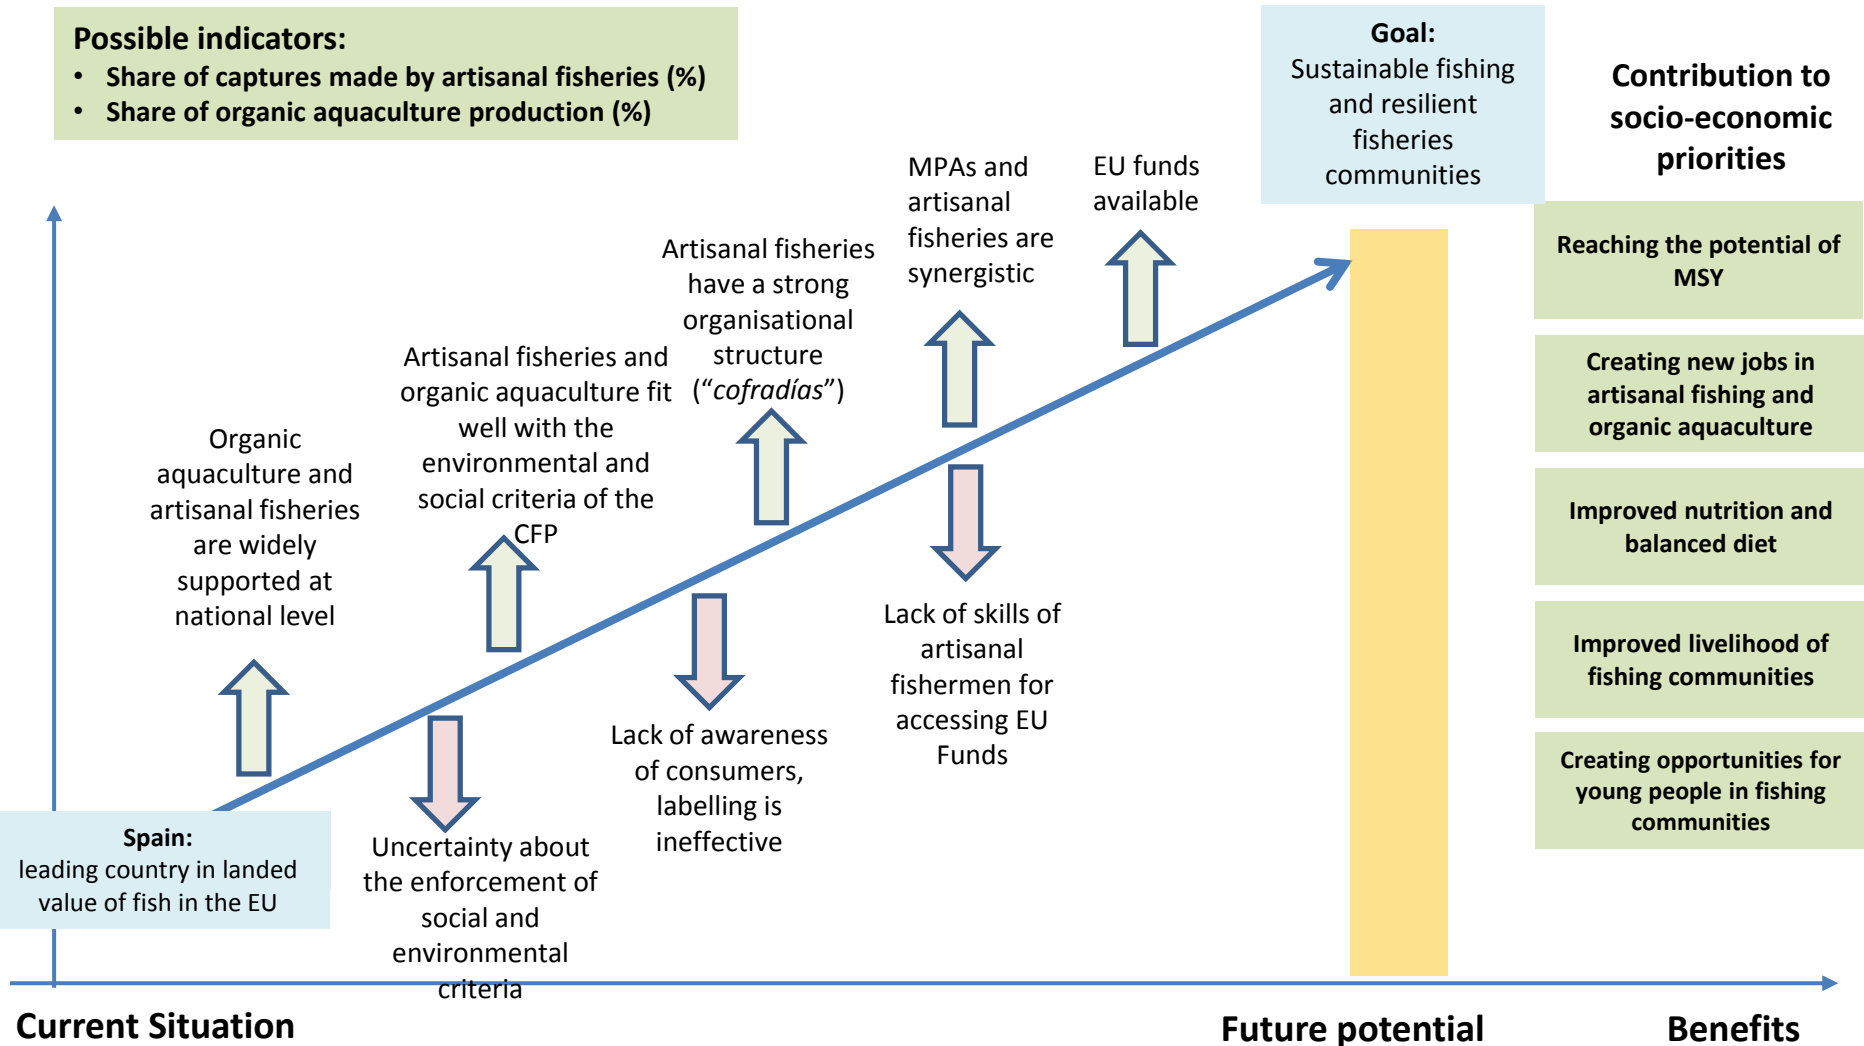 Possible indicators:
• Share of captures made by artisanal fisheries (%)
• Share of organic aquaculture production (%)
Goal:
Sustainable fishing
and resilient
fisheries
communities
Contribution to
socio-economic
priorities
MPAs and
artisanal
fisheries are
synergistic
EU funds
available
Artisanal fisheries
have a strong
organisational
structure
(“cofradías”)
Artisanal fisheries and
organic aquaculture fit
well with the
environmental and
social criteria of the
CFP
Organic
aquaculture and
artisanal fisheries
are widely
supported at
national level
Reaching the potential of
MSY
Creating new jobs in
artisanal fishing and
organic aquaculture
Improved nutrition and
balanced diet
Improved livelihood of
fishing communities
Creating opportunities for
young people in fishing
communities
Lack of skills of
artisanal
fishermen for
accessing EU
Funds
Lack of awareness
of consumers,
labelling is
ineffective
Uncertainty about
the enforcement of
social and
environmental
criteria
Spain:
leading country in landed
value of fish in the EU
Current Situation
Future potential
Benefits